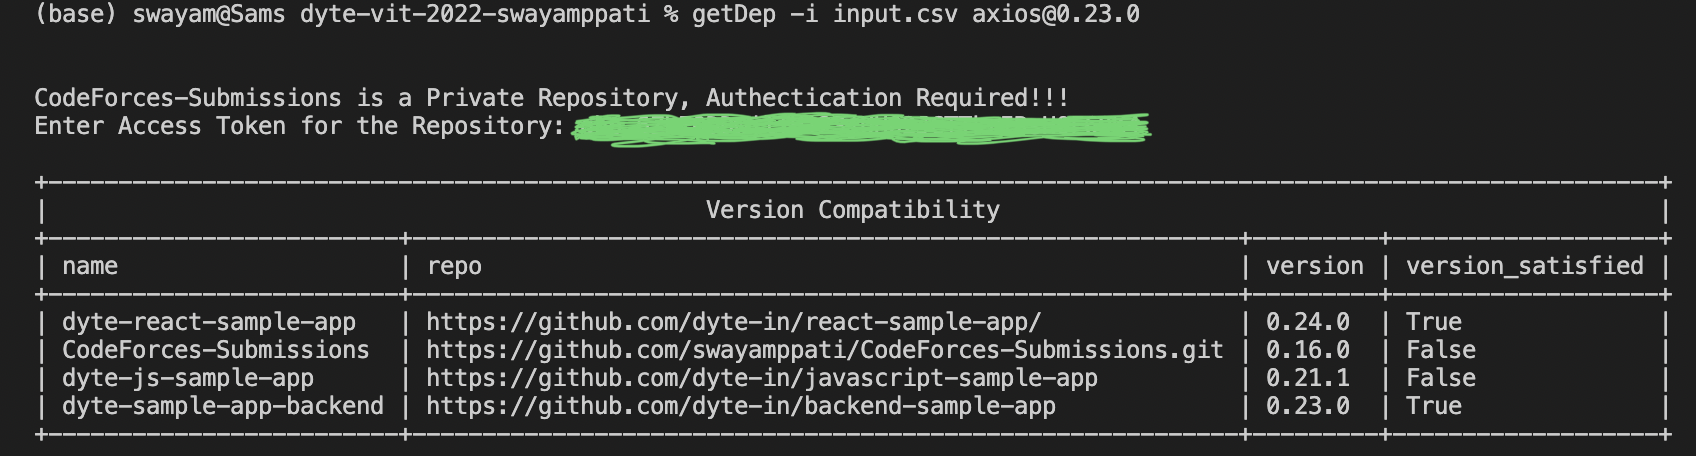 (base) swayam@Sams dyte-vit-2022-swayamppati % getDep -i input.csv axios@0.23.0
CodeForces-Submissions is a Private Repository, Authectication Required!!!
Enter Access Token for the Repository:
Version Compatibility
| name | repo | version | version_satisfied |
| dyte-react-sample-app | https://github.com/dyte-in/react-sample-app/ | 0.24.0 | True |
| CodeForces-Submissions | https://github.com/swayamppati/CodeForces-Submissions.git | 0.16.0 | False |
| dyte-js-sample-app | https://github.com/dyte-in/javascript-sample-app | 0.21.1 | False |
| dyte-sample-app-backend | https://github.com/dyte-in/backend-sample-app | 0.23.0 | True |